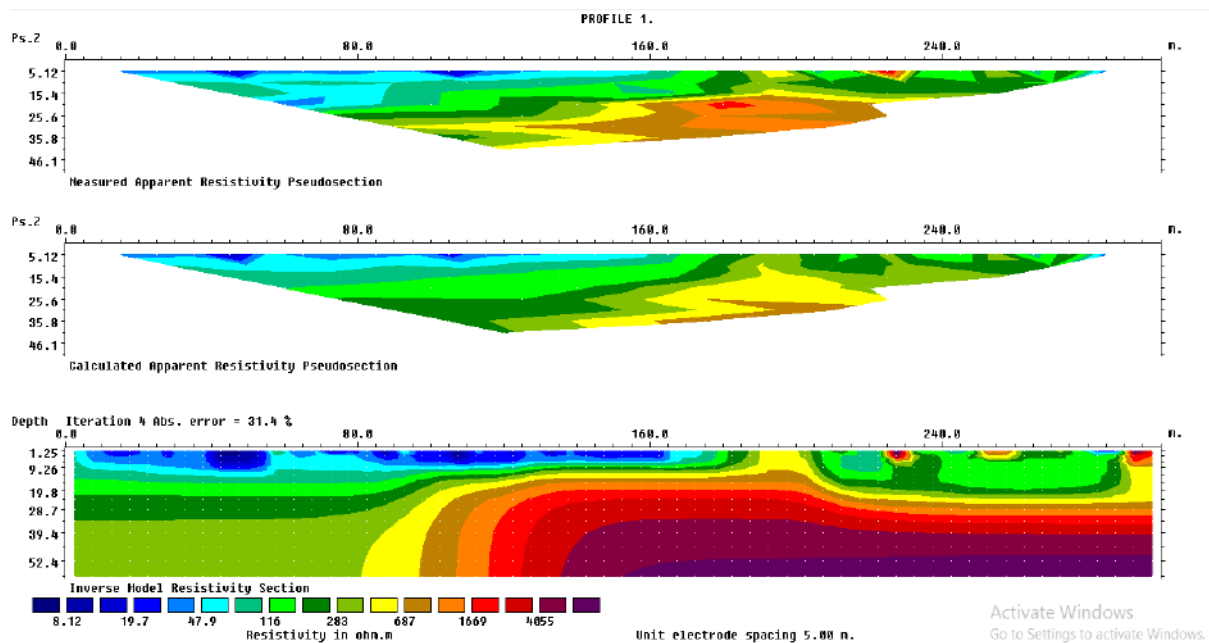 PROFILE 1.
Ps.Z 0.0 80.0 160.0 240.0 m.
5.12
15.4
25.6
35.8
46.1
Measured Apparent Resistivity Pseudosection
Ps.Z 0.0 80.0 160.0 240.0 m.
5.12
15.4
25.6
35.8
46.1
Calculated Apparent Resistivity Pseudosection
Depth Iteration 4 Abs. error = 31.4 %
0.0 80.0 160.0 240.0 m.
1.25
9.26
19.8
28.7
39.4
52.4
Inverse Model Resistivity Section
8.12 19.7 47.9 116 283 687 1669 4055
Resistivity in ohm.m Unit electrode spacing 5.00 m.
Activate Windows
Go to Settings to activate Windows.